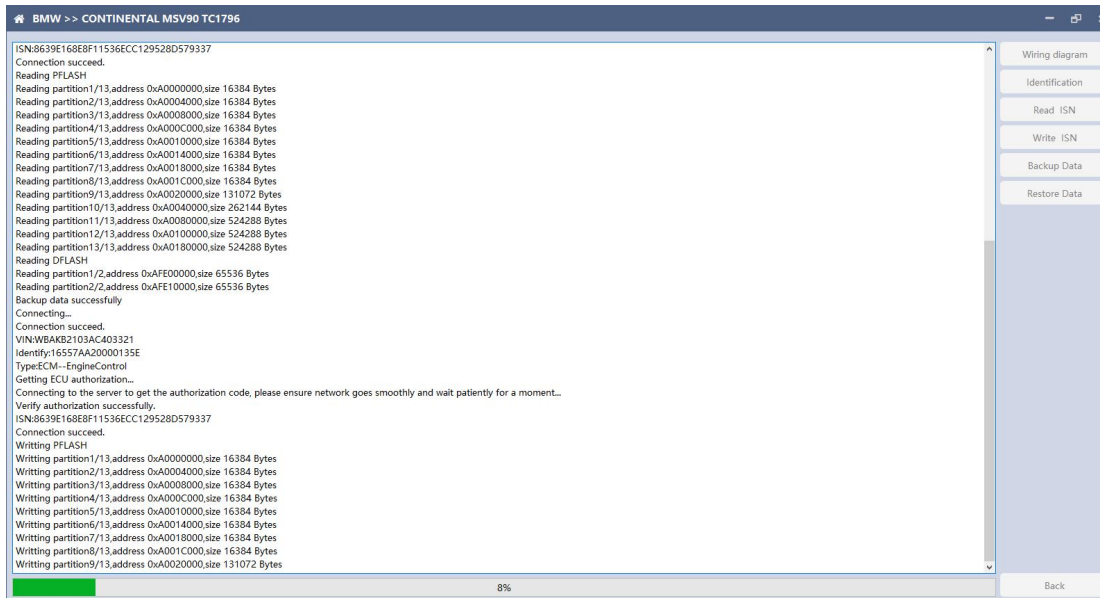 BMW >> CONTINENTAL MSV90 TC1796
ISN:8639E168E8F11536ECC129528D579337
Connection succeed.
Reading PFLASH
Reading partition1/13,address 0xA0000000,size 16384 Bytes
Reading partition2/13,address 0xA0004000,size 16384 Bytes
Reading partition3/13,address 0xA0008000,size 16384 Bytes
Reading partition4/13,address 0xA000C000,size 16384 Bytes
Reading partition5/13,address 0xA0010000,size 16384 Bytes
Reading partition6/13,address 0xA0014000,size 16384 Bytes
Reading partition7/13,address 0xA0018000,size 16384 Bytes
Reading partition8/13,address 0xA001C000,size 16384 Bytes
Reading partition9/13,address 0xA0020000,size 131072 Bytes
Reading partition10/13,address 0xA0040000,size 262144 Bytes
Reading partition11/13,address 0xA0080000,size 524288 Bytes
Reading partition12/13,address 0xA0100000,size 524288 Bytes
Reading partition13/13,address 0xA0180000,size 524288 Bytes
Reading DFLASH
Reading partition1/2,address 0xAFE00000,size 65536 Bytes
Reading partition2/2,address 0xAFE10000,size 65536 Bytes
Backup data successfully
Connecting...
Connection succeed.
VIN:WBAKB2103AC403321
Identify:16557AA20000135E
Type:ECM--EngineControl
Getting ECU authorization...
Connecting to the server to get the authorization code, please ensure network goes smoothly and wait patiently for a moment...
Verify authorization successfully.
ISN:8639E168E8F11536ECC129528D579337
Connection succeed.
Writting PFLASH
Writting partition1/13,address 0xA0000000,size 16384 Bytes
Writting partition2/13,address 0xA0004000,size 16384 Bytes
Writting partition3/13,address 0xA0008000,size 16384 Bytes
Writting partition4/13,address 0xA000C000,size 16384 Bytes
Writting partition5/13,address 0xA0010000,size 16384 Bytes
Writting partition6/13,address 0xA0014000,size 16384 Bytes
Writting partition7/13,address 0xA0018000,size 16384 Bytes
Writting partition8/13,address 0xA001C000,size 16384 Bytes
Writting partition9/13,address 0xA0020000,size 131072 Bytes
8%
Wiring diagram
Identification
Read ISN
Write ISN
Backup Data
Restore Data
Back